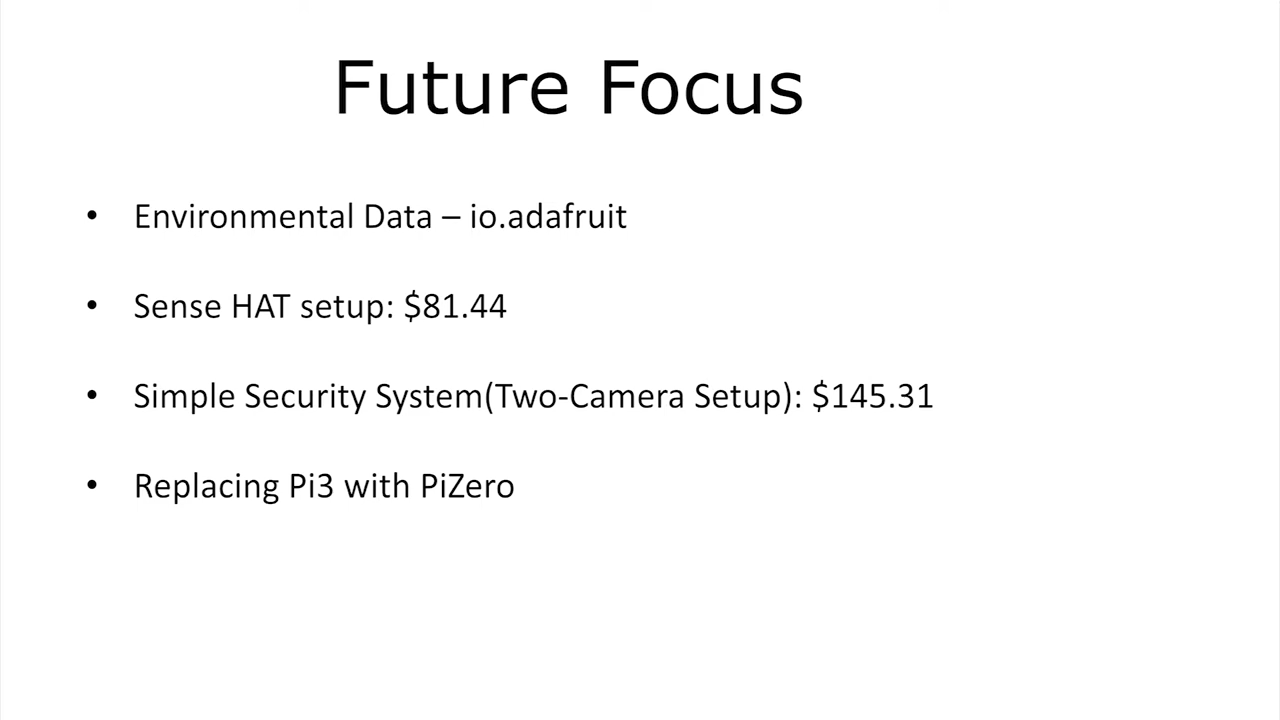 Future Focus
• Environmental Data – io.adafruit
• Sense HAT setup: $81.44
• Simple Security System(Two-Camera Setup): $145.31
• Replacing Pi3 with PiZero